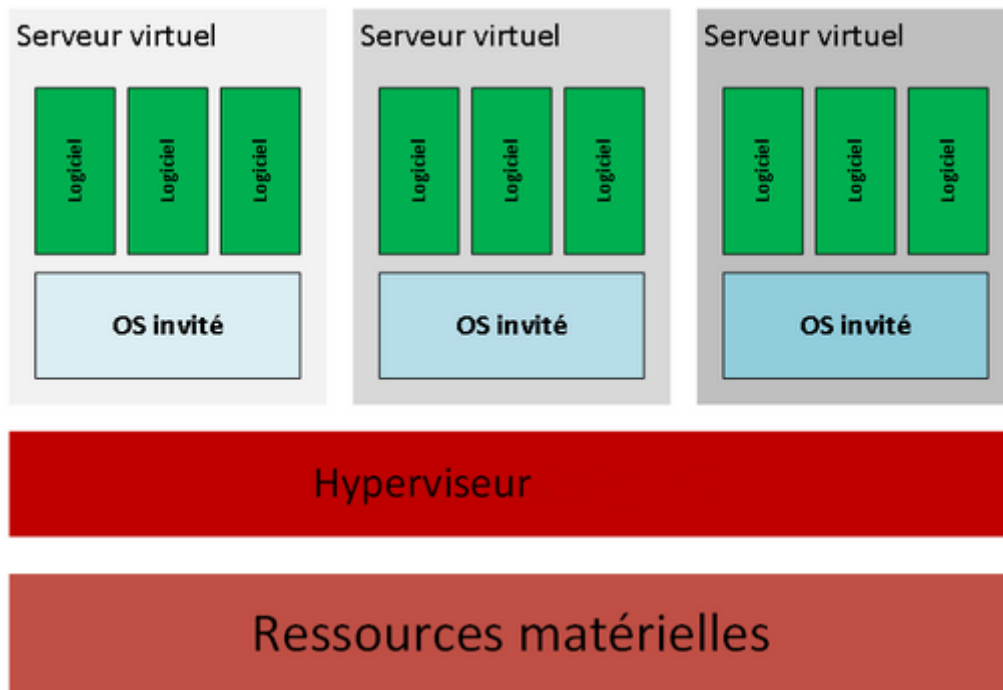 Serveur virtuel
Serveur virtuel
Serveur virtuel
Logiciel
Logiciel
Logiciel
Logiciel
Logiciel
Logiciel
Logiciel
Logiciel
Logiciel
OS invité
OS invité
OS invité
Hyperviseur
Ressources matérielles